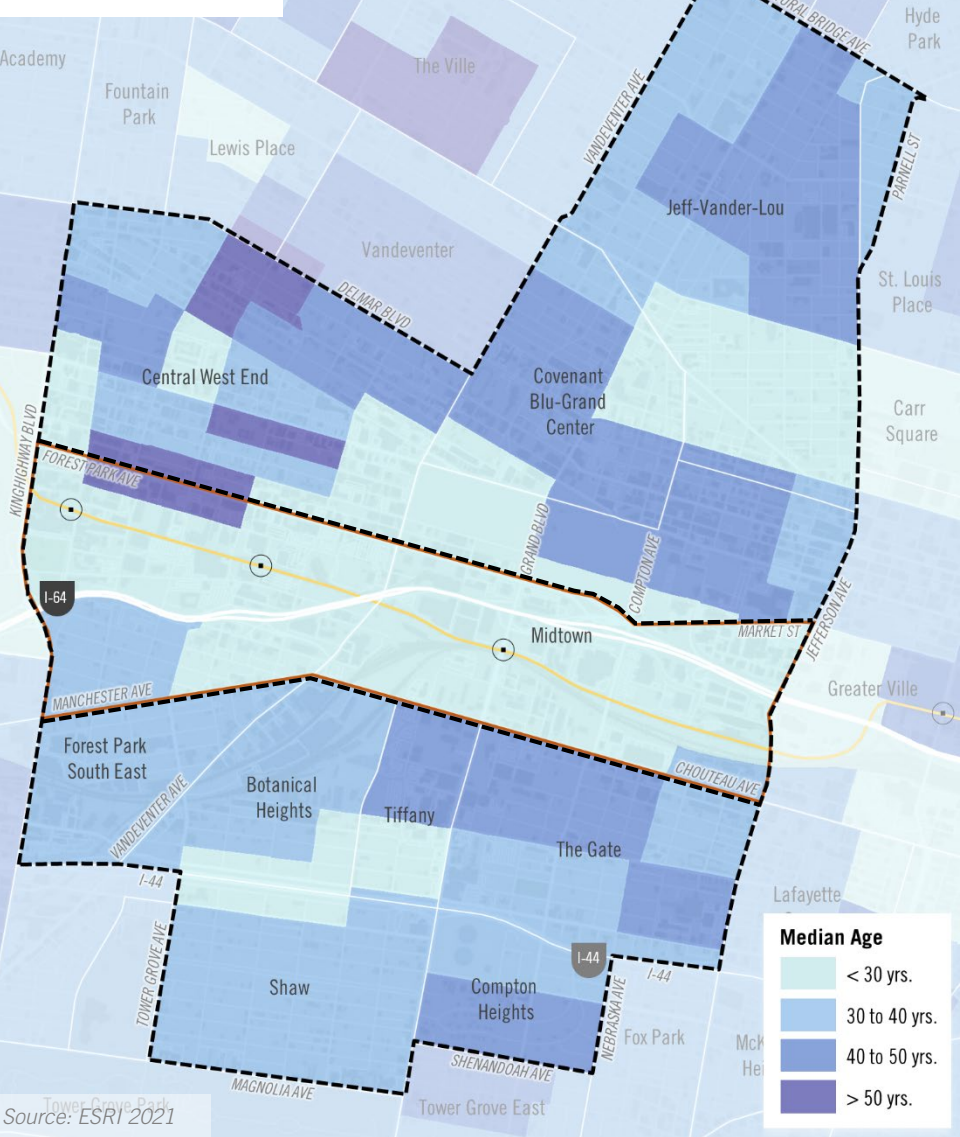 URAL BRIDGE AVE
Hyde
Park
Academy
The Ville
Fountain
Park
Lewis Place
VANDEVENTER AVE
PARNELL ST
Jeff-Vander-Lou
Vandeventer
St. Louis
Place
DELMAR BLVD
Central West End
Covenant
Blu-Grand
Center
Carr
Square
KINGHIGHWAY BLVD
FOREST PARK AVE
GRAND BLVD
COMPTON AVE
I-64
JEFFERSON AVE
MARKET ST
Midtown
MANCHESTER AVE
Greater Ville
Forest Park
South East
Botanical
Heights
VANDEVENTER AVE
Tiffany
CHOUTEAU AVE
The Gate
I-44
Lafayette
TOWER GROVE AVE
Shaw
I-44
I-44
Compton
Heights
NEBRASKA AVE
Fox Park
SHENANDOAH AVE
MAGNOLIA AVE
Tower Grove East
Tower Grove Park
Source: ESRI 2021
Median Age
< 30 yrs.
30 to 40 yrs.
40 to 50 yrs.
> 50 yrs.